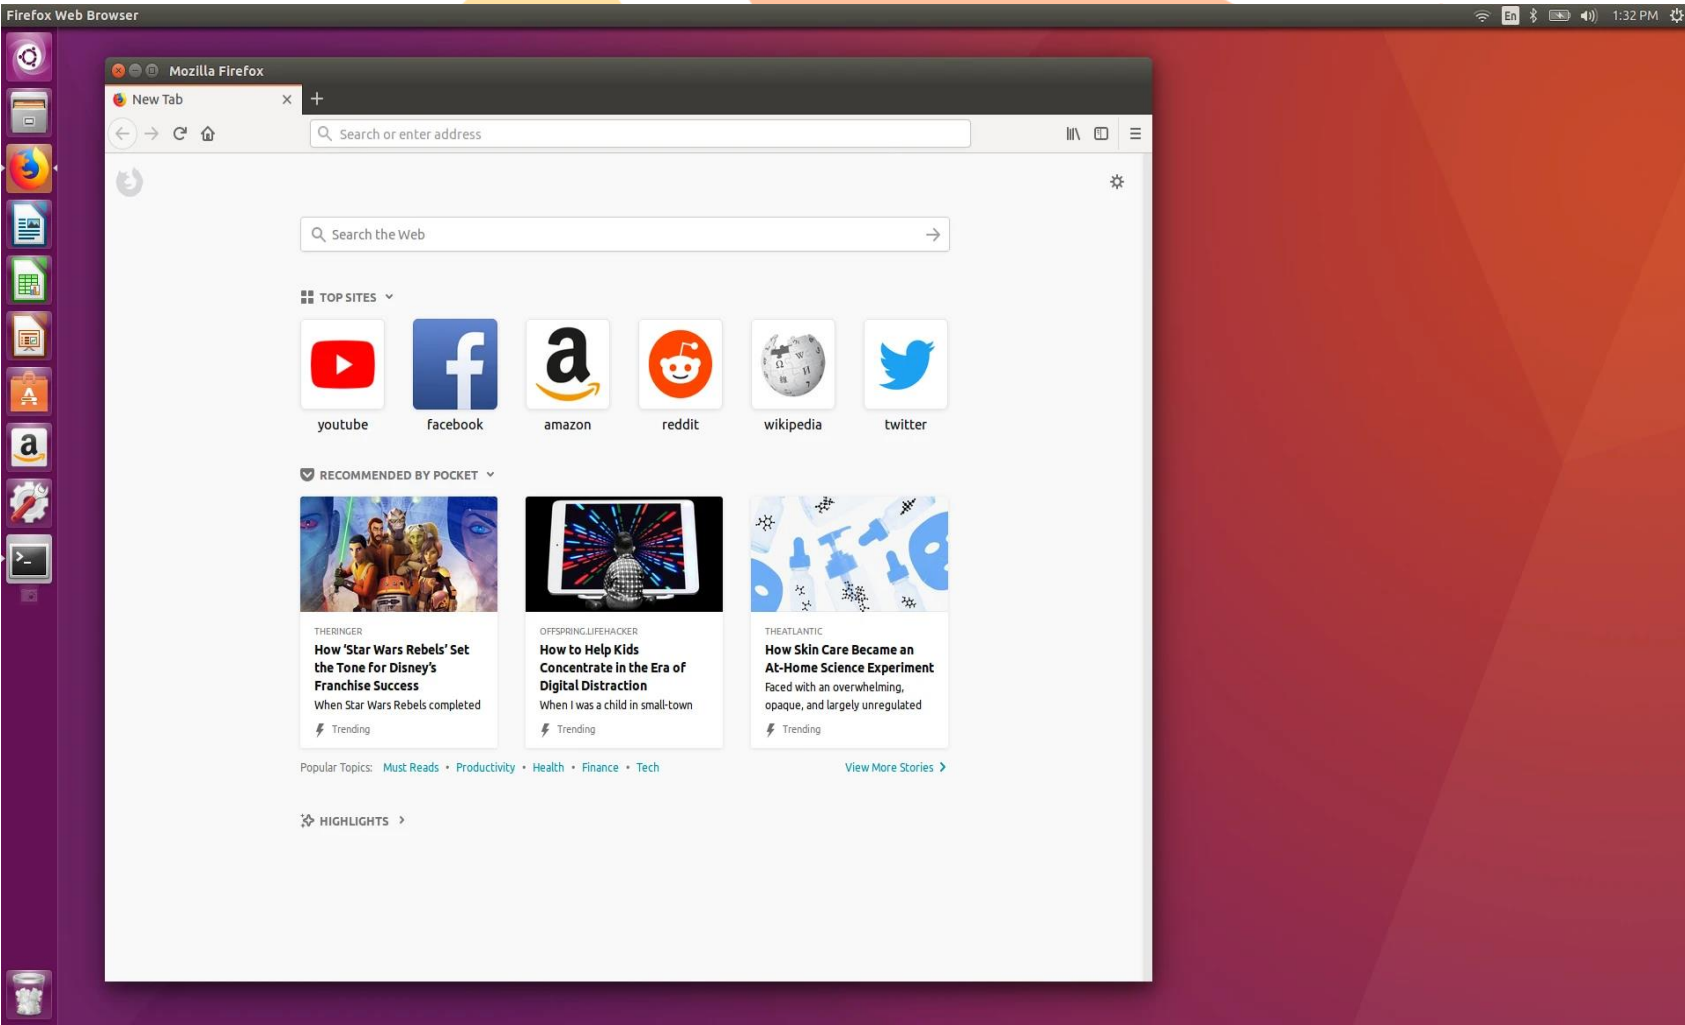 Firefox Web Browser
En
1:32 PM
Mozilla Firefox
New Tab
Search or enter address
Search the Web
TOP SITES
youtube
facebook
amazon
reddit
wikipedia
twitter
RECOMMENDED BY POCKET
THERINGER
How ‘Star Wars Rebels’ Set
the Tone for Disney’s
Franchise Success
When Star Wars Rebels completed
Trending
OFFSPRING.LIFEHACKER
How to Help Kids
Concentrate in the Era of
Digital Distraction
When I was a child in small-town
Trending
THEATLANTIC
How Skin Care Became an
At-Home Science Experiment
Faced with an overwhelming,
opaque, and largely unregulated
Trending
Popular Topics: Must Reads • Productivity • Health • Finance • Tech
View More Stories
HIGHLIGHTS